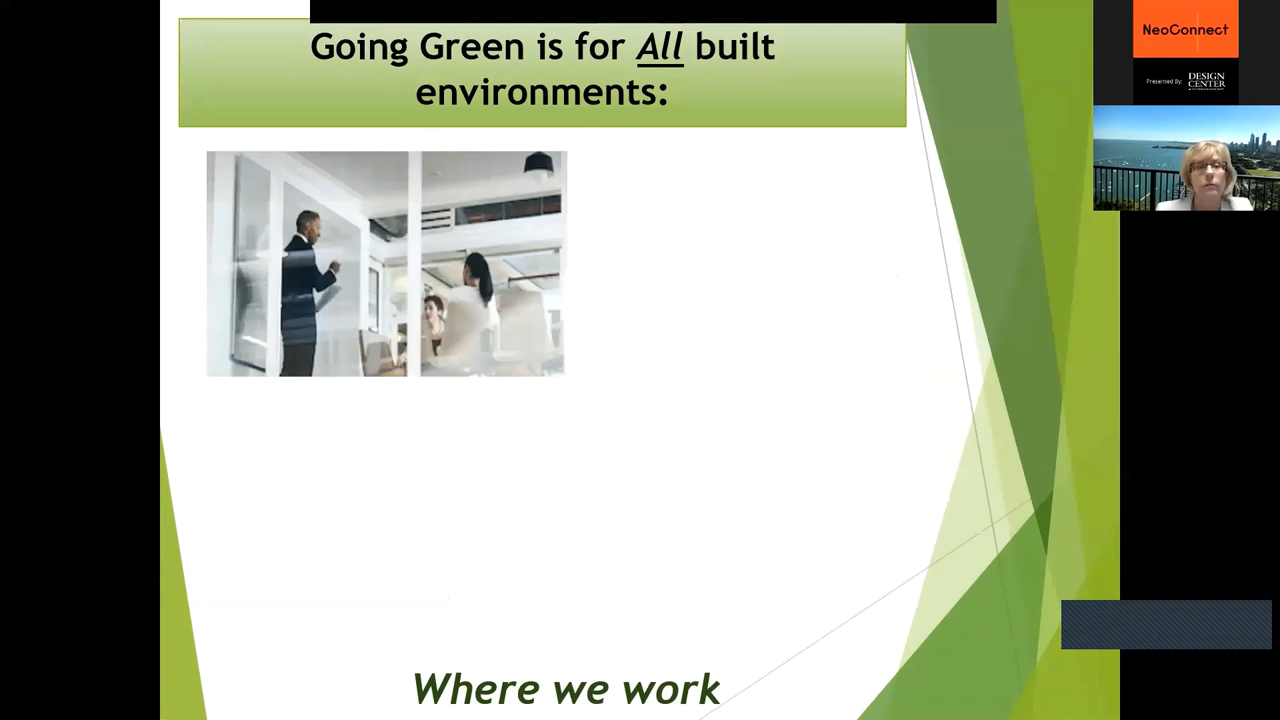 Going Green is for All built
environments:
NeoConnect
Presented By:
DESIGN
CENTER
Where we work